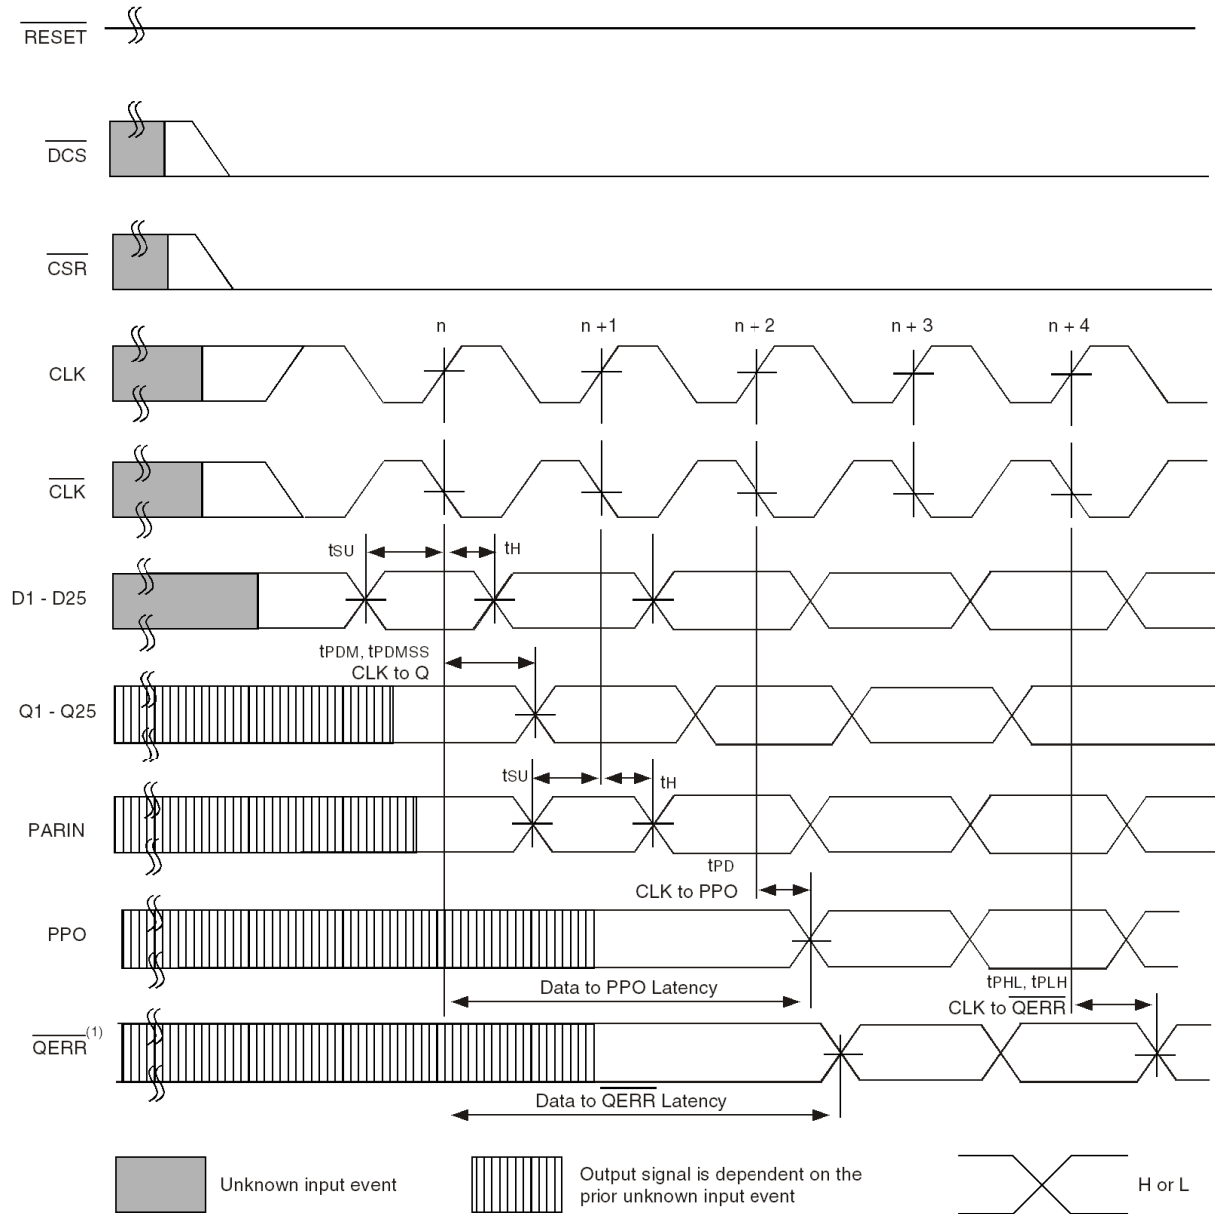 RESET
DCS
CSR
n n +1 n + 2 n + 3 n + 4
CLK
CLK
tSU tH
D1 - D25
tPDM, tPDMSS
CLK to Q
Q1 - Q25
tSU tH
PARIN
tPD
CLK to PPO
PPO
Data to PPO Latency
tPHL, tPLH
CLK to QERR
QERR(1)
Data to QERR Latency
Unknown input event
Output signal is dependent on the
prior unknown input event
H or L